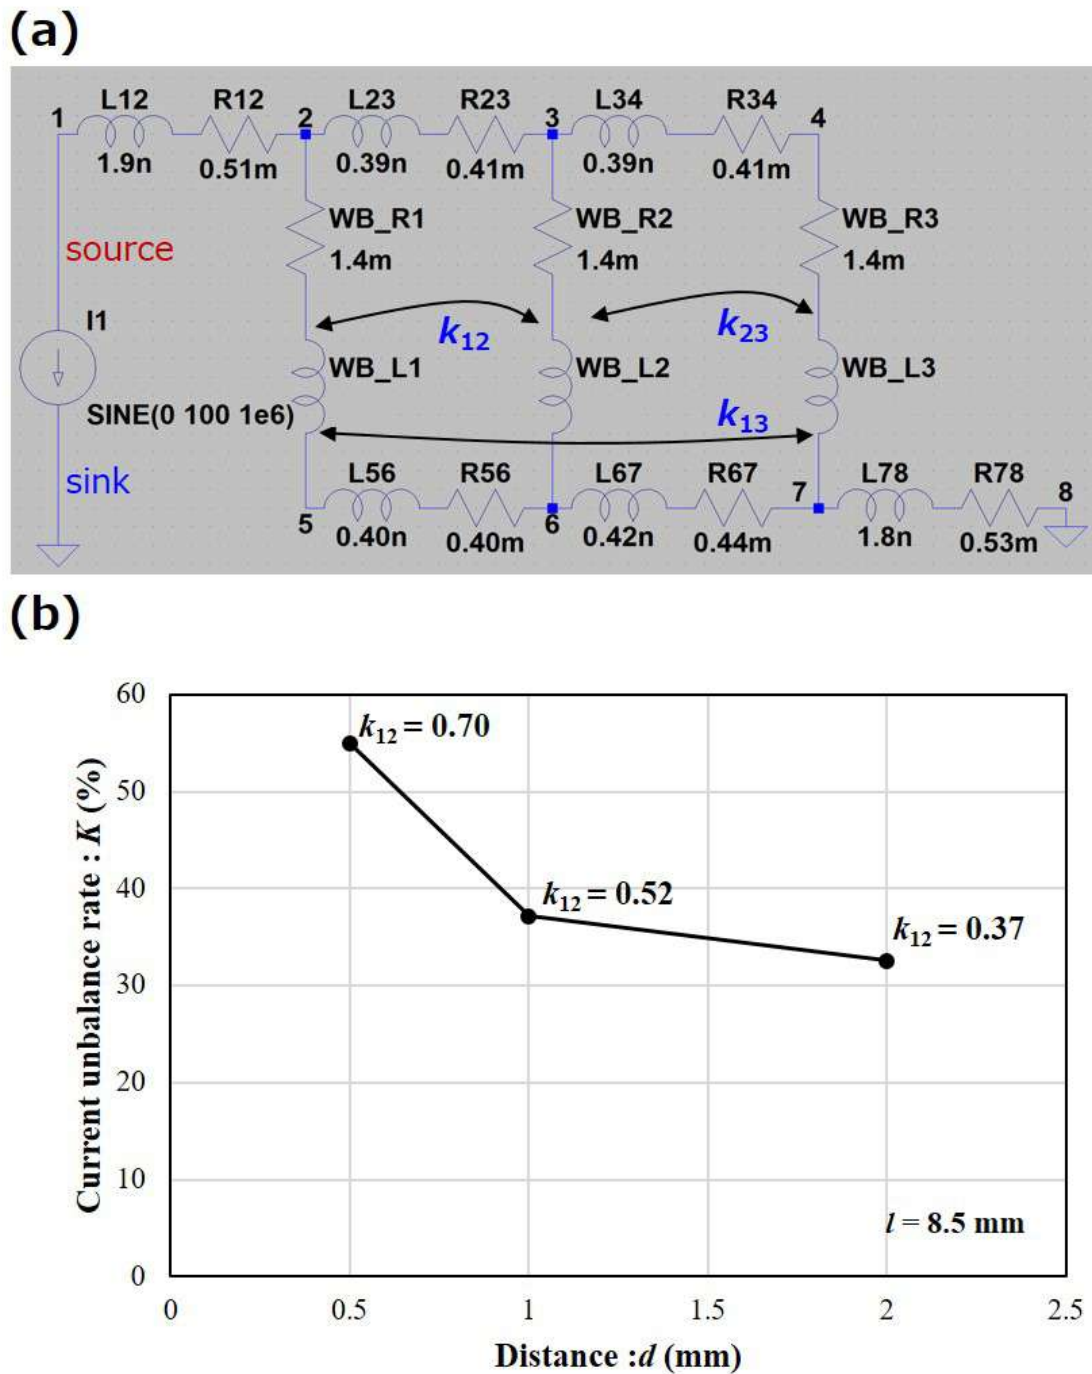 (a)
1 L12 R12 2 L23 R23 3 L34 R34 4
1.9n 0.51m 0.39n 0.41m 0.39n 0.41m
WB_R1 WB_R2 WB_R3
source 1.4m 1.4m 1.4m
I1 k12 k23
WB_L1 WB_L2 WB_L3
SINE(0 100 1e6) k13
sink L56 R56 L67 R67 7 L78 R78 8
5 0.40n 0.40m 6 0.42n 0.44m 1.8n 0.53m
(b)
Current unbalance rate : K (%)
60
50
40
30
20
10
0
k12 = 0.70
k12 = 0.52
k12 = 0.37
l = 8.5 mm
0 0.5 1 1.5 2 2.5
Distance :d (mm)